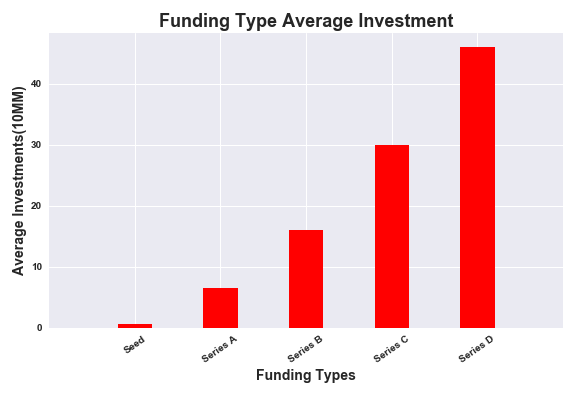 Funding Type Average Investment
Average Investments(10MM)
40
30
20
10
0
Seed
Series A
Series B
Series C
Series D
Funding Types